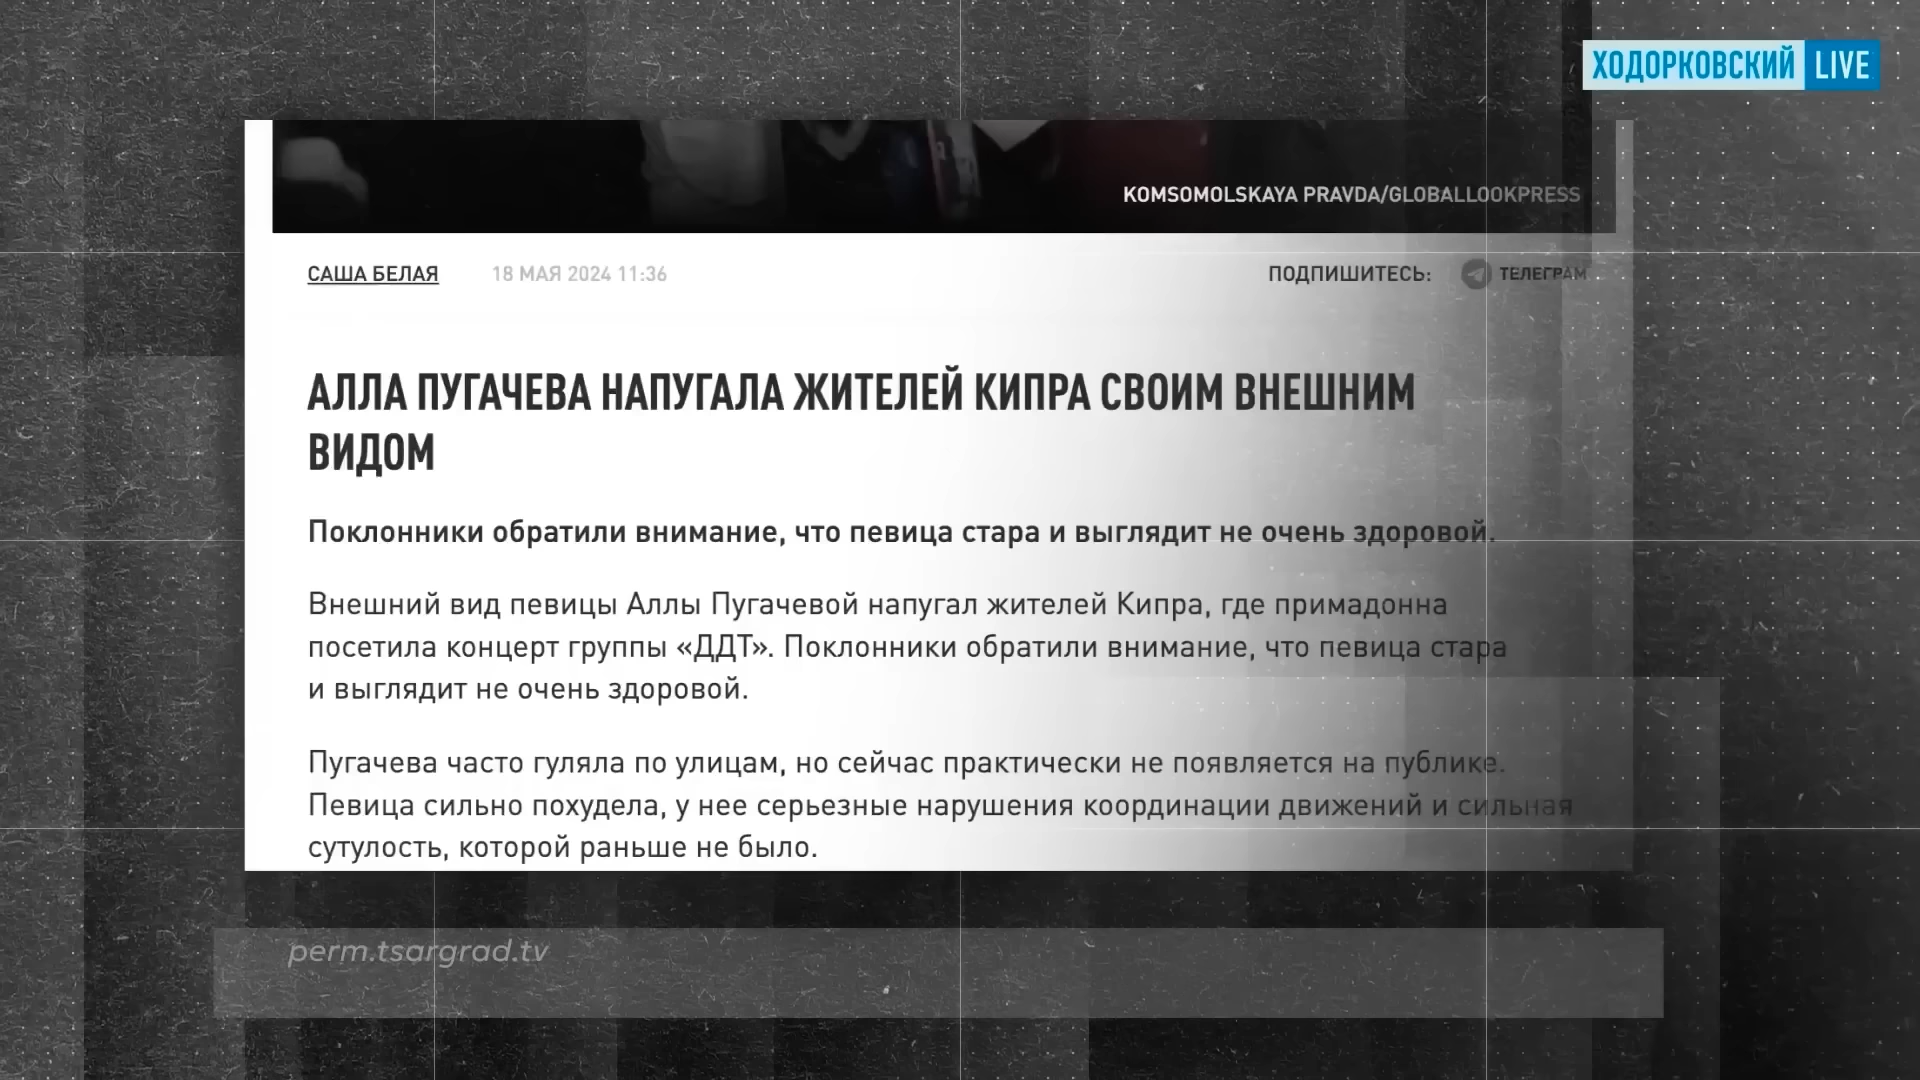 ХОДОРКОВСКИЙ LIVE
KOMSOMOLSKAYA PRAVDA/GLOBALLOOKPRESS
САША БЕЛАЯ 18 МАЯ 2024 11:36 ПОДПИШИТЕСЬ: ТЕЛЕГРАМ
АЛЛА ПУГАЧЕВА НАПУГАЛА ЖИТЕЛЕЙ КИПРА СВОИМ ВНЕШНИМ
ВИДОМ
Поклонники обратили внимание, что певица стара и выглядит не очень здоровой.
Внешний вид певицы Аллы Пугачевой напугал жителей Кипра, где примадонна
посетила концерт группы «ДДТ». Поклонники обратили внимание, что певица стара
и выглядит не очень здоровой.
Пугачева часто гуляла по улицам, но сейчас практически не появляется на публике.
Певица сильно похудела, у нее серьезные нарушения координации движений и сильная
сутулость, которой раньше не было.
perm.tsargrad.tv